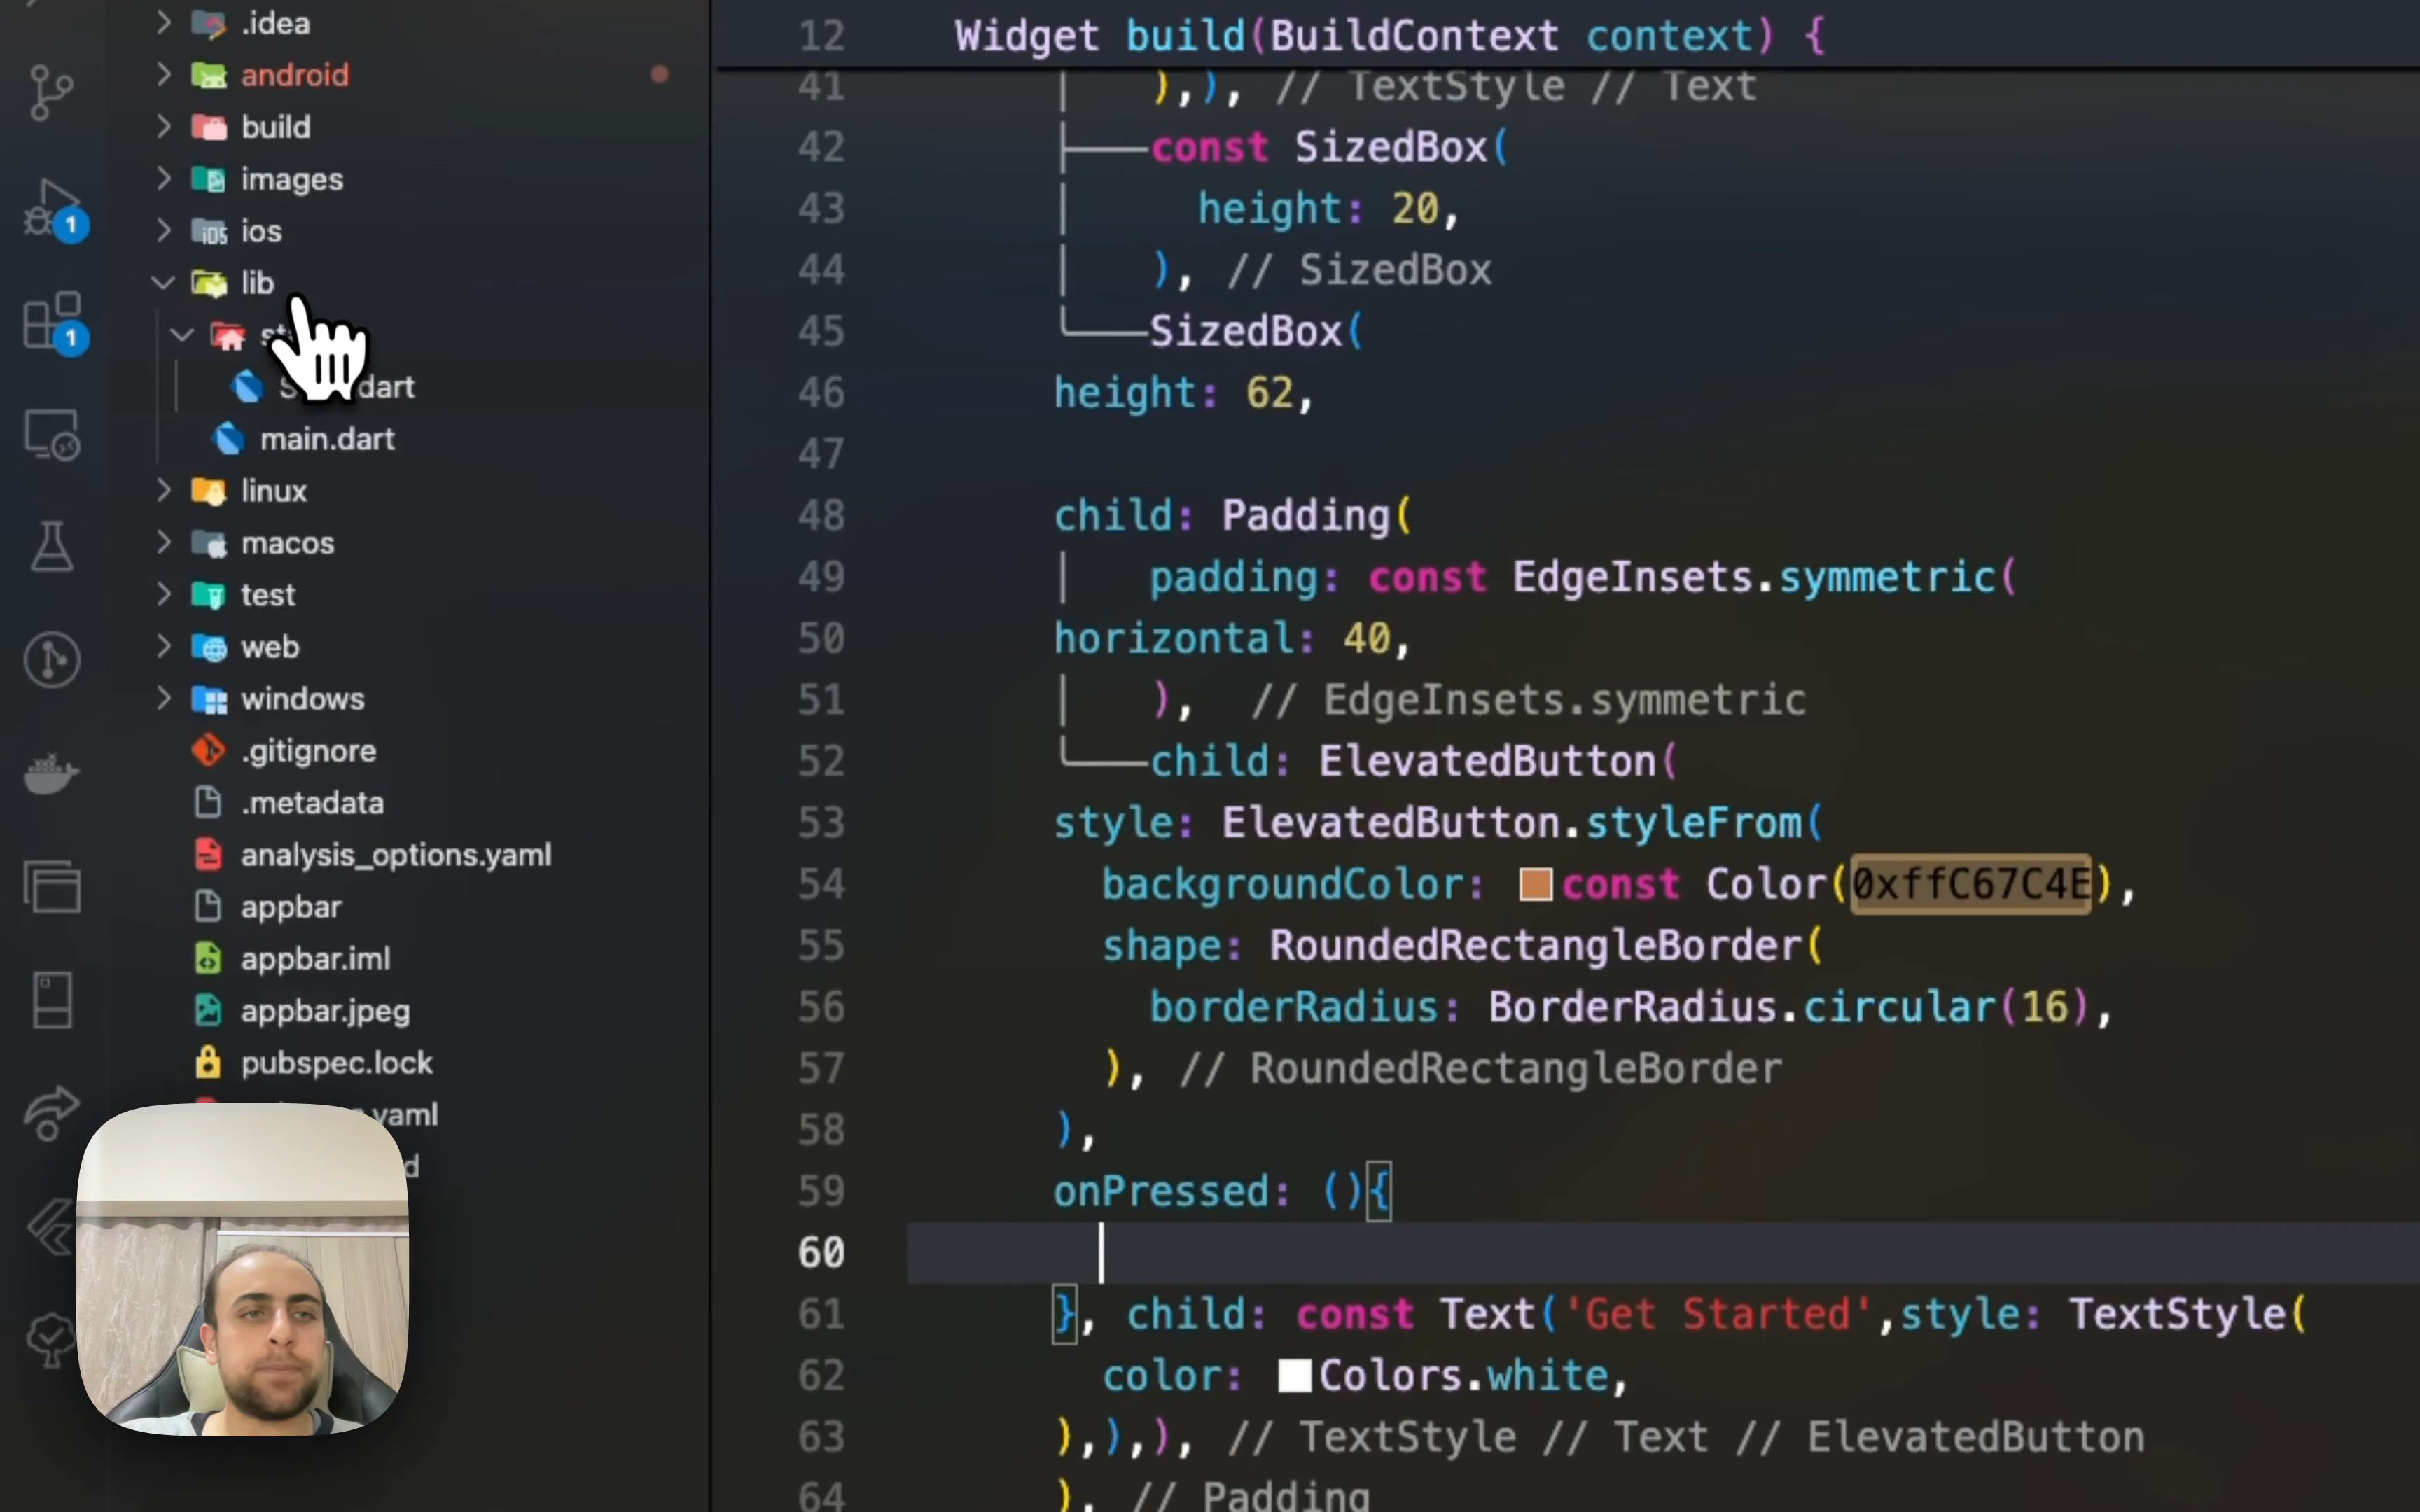 .idea
android
build
images
ios
lib
dart
main.dart
linux
macos
test
web
windows
.gitignore
.metadata
analysis_options.yaml
appbar
appbar.iml
appbar.jpeg
pubspec.lock
.yaml
1
1
12 Widget build(BuildContext context) {
41 ),), // TextStyle // Text
42 const SizedBox(
43 height: 20,
44 ), // SizedBox
45 SizedBox(
46 height: 62,
47
48 child: Padding(
49 padding: const EdgeInsets.symmetric(
50 horizontal: 40,
51 ), // EdgeInsets.symmetric
52 child: ElevatedButton(
53 style: ElevatedButton.styleFrom(
54 backgroundColor: const Color(0xffC67C4E),
55 shape: RoundedRectangleBorder(
56 borderRadius: BorderRadius.circular(16),
57 ), // RoundedRectangleBorder
58 ),
59 onPressed: (){
60
61 }, child: const Text('Get Started',style: TextStyle(
62 color: Colors.white,
63 ),),), // TextStyle // Text // ElevatedButton
64 ), // Padding